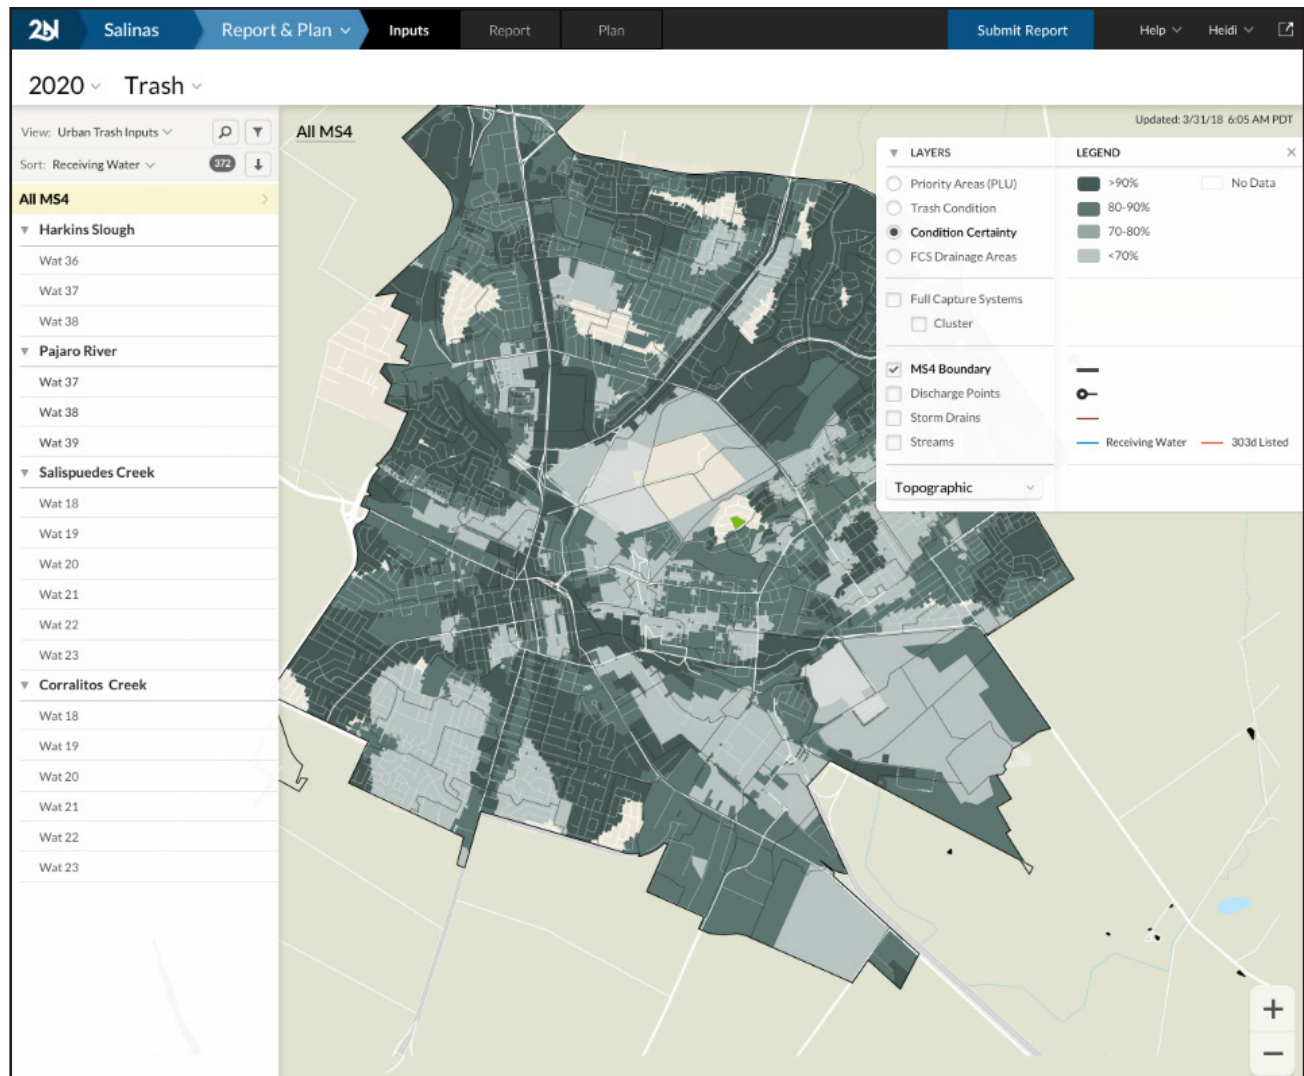 2N Salinas Report & Plan Inputs Report Plan Submit Report Help Heidi
2020 Trash
View: Urban Trash Inputs
Sort: Receiving Water 372
All MS4
Harkins Slough
Wat 36
Wat 37
Wat 38
Pajaro River
Wat 37
Wat 38
Wat 39
Salispuedes Creek
Wat 18
Wat 19
Wat 20
Wat 21
Wat 22
Wat 23
Corralitos Creek
Wat 18
Wat 19
Wat 20
Wat 21
Wat 22
Wat 23
All MS4
Updated: 3/31/18 6:05 AM PDT
LAYERS LEGEND
Priority Areas (PLU) >90% No Data
Trash Condition 80-90%
Condition Certainty 70-80%
FCS Drainage Areas <70%
Full Capture Systems
Cluster
MS4 Boundary
Discharge Points
Storm Drains
Streams Receiving Water 303d Listed
Topographic